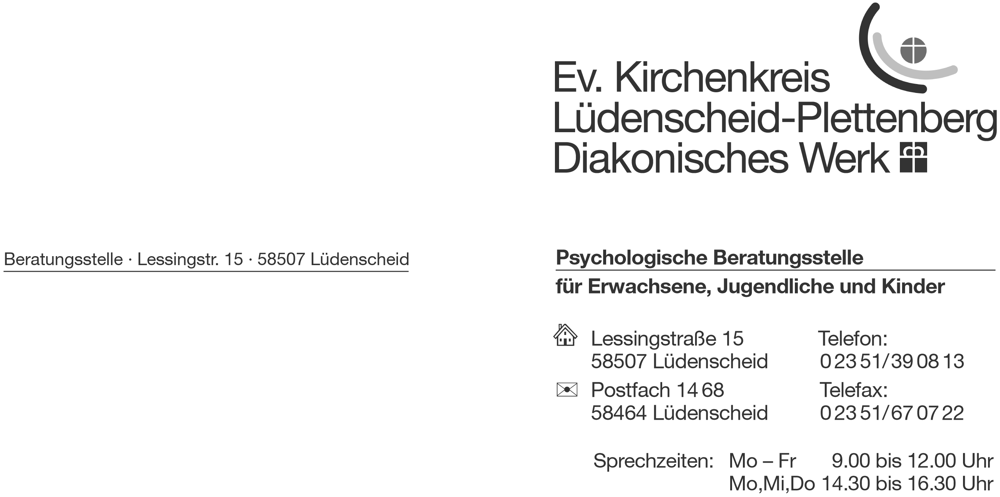 Ev. Kirchenkreis
Lüdenscheid-Plettenberg
Diakonisches Werk
Beratungsstelle · Lessingstr. 15 · 58507 Lüdenscheid
Psychologische Beratungsstelle
für Erwachsene, Jugendliche und Kinder
Lessingstraße 15 Telefon:
58507 Lüdenscheid 0 23 51/39 08 13
Postfach 14 68 Telefax:
58464 Lüdenscheid 0 23 51/67 07 22
Sprechzeiten: Mo – Fr 9.00 bis 12.00 Uhr
Mo,Mi,Do 14.30 bis 16.30 Uhr